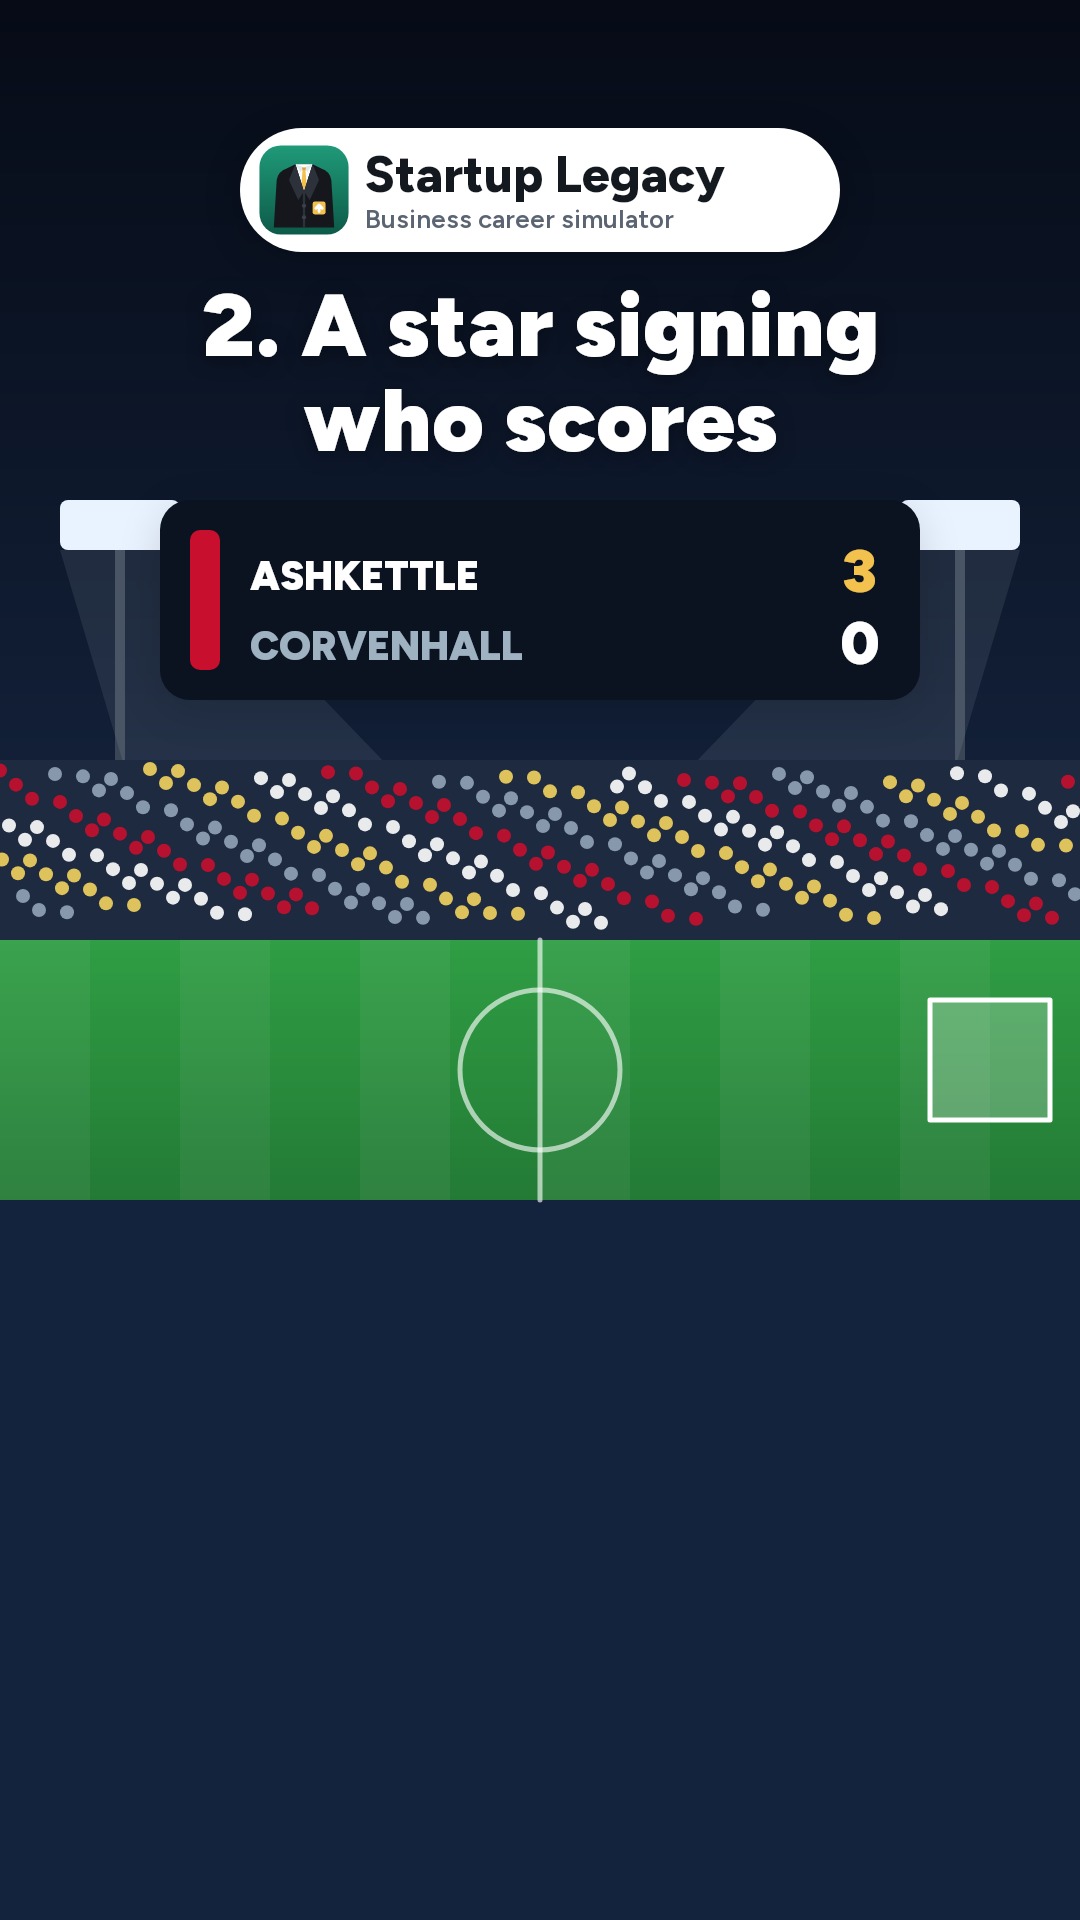 Startup Legacy
Business career simulator
2. A star signing
who scores
ASHKETTLE 3
CORVENHALL 0